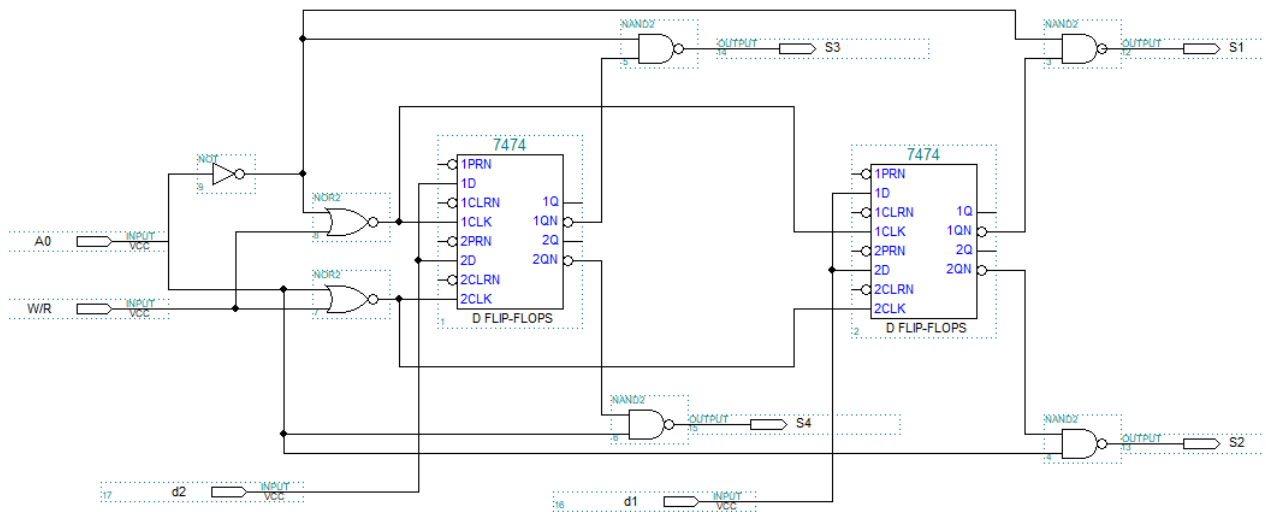 NAND2
5
OUTPUT
14
S3
NAND2
3
OUTPUT
12
S1
NOT
9
7474
1PRN
1D
1CLRN
1CLK
2PRN
2D
2CLRN
2CLK
1Q
1QN
2Q
2QN
1
D FLIP-FLOPS
7474
1PRN
1D
1CLRN
1CLK
2PRN
2D
2CLRN
2CLK
1Q
1QN
2Q
2QN
2
D FLIP-FLOPS
NOR2
8
A0
INPUT
VCC
NOR2
7
W/R
INPUT
VCC
NAND2
6
OUTPUT
15
S4
NAND2
4
OUTPUT
13
S2
17
d2
INPUT
VCC
16
d1
INPUT
VCC